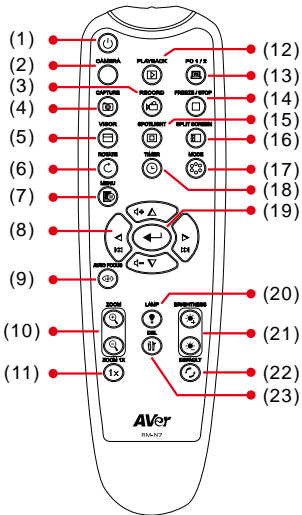 (1)
(2)
(3)
(4)
(5)
(6)
(7)
(8)
(9)
(10)
(11)
CAMERA
PLAYBACK
PC 1 / 2
CAPTURE
RECORD
FREEZE / STOP
VISOR
SPOTLIGHT
SPLIT SCREEN
ROTATE
TIMER
MODE
MENU
AUTO FOCUS
ZOOM
LAMP
BRIGHTNESS
DEL
ZOOM 1X
1x
DEFAULT
AVer
RM-N7
(12)
(13)
(14)
(15)
(16)
(17)
(18)
(19)
(20)
(21)
(22)
(23)